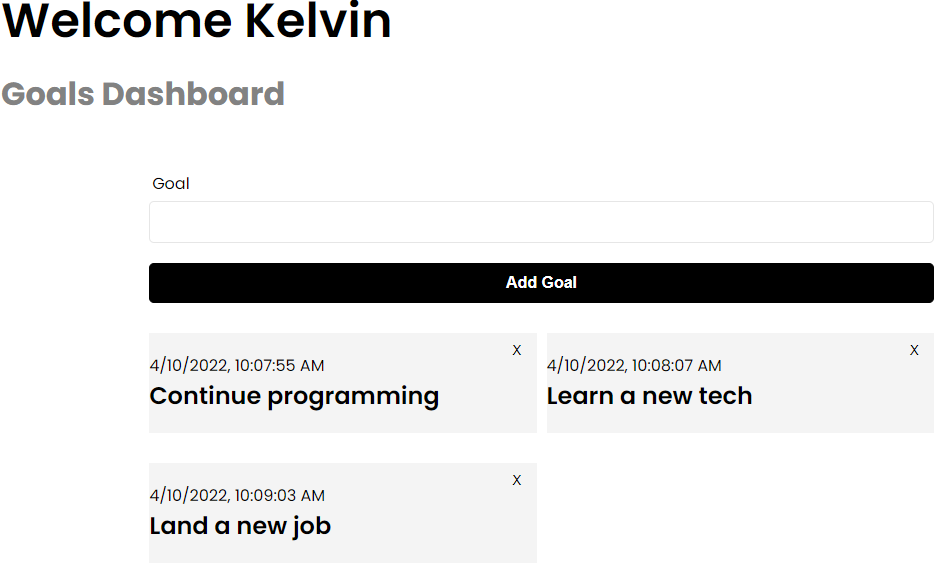 Welcome Kelvin
Goals Dashboard
Goal
Add Goal
X
4/10/2022, 10:07:55 AM
Continue programming
X
4/10/2022, 10:08:07 AM
Learn a new tech
X
4/10/2022, 10:09:03 AM
Land a new job